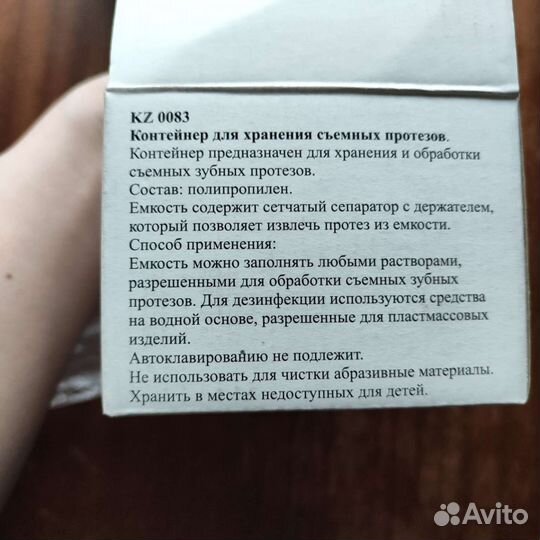 KZ 0083
Контейнер для хранения съемных протезов.
Контейнер предназначен для хранения и обработки
съемных зубных протезов.
Состав: полипропилен.
Емкость содержит сетчатый сепаратор с держателем,
который позволяет извлечь протез из емкости.
Способ применения:
Емкость можно заполнять любыми растворами,
разрешенными для обработки съемных зубных
протезов. Для дезинфекции используются средства
на водной основе, разрешенные для пластмассовых
изделий.
Автоклавированию не подлежит.
Не использовать для чистки абразивные материалы.
Хранить в местах недоступных для детей.
Avito